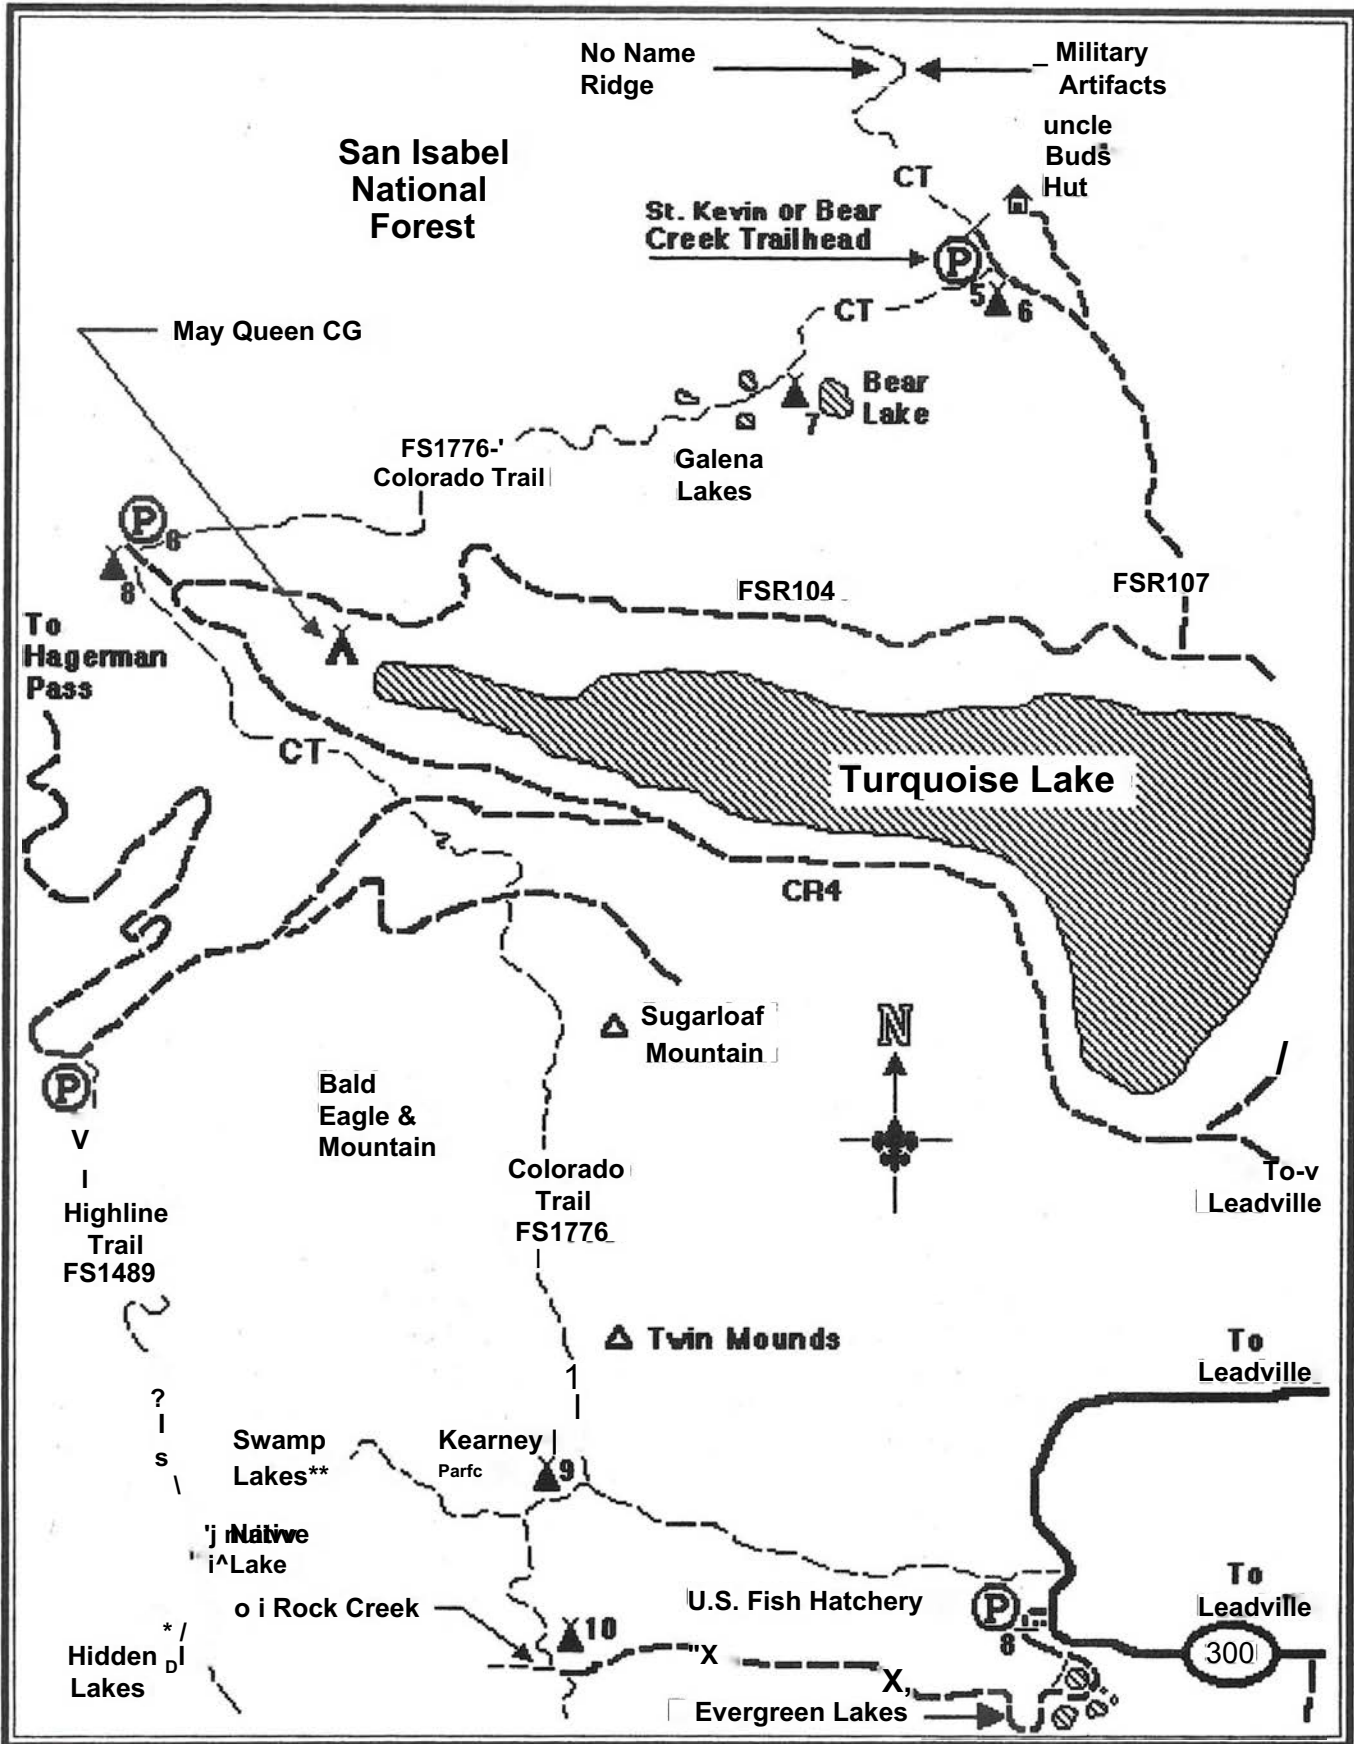 No Name
Ridge
_ Military
Artifacts
uncle
Buds
Hut
San Isabel
National
Forest
CT
St. Kevin or Bear
Creek Trailhead
P
5
6
CT
May Queen CG
Bear
Lake
7
FS1776-'
Colorado Trail
Galena
Lakes
P
6
8
FSR104
FSR107
To
Hagerman
Pass
CT
Turquoise Lake
CR4
Sugarloaf
Mountain
N
P
Bald
Eagle &
Mountain
V
I
Highline
Trail
FS1489
Colorado
Trail
FS1776
To-v
Leadville
Twin Mounds
To
Leadville
1
?
I
s
\
Swamp
Lakes**
Kearney
Parfc
9
i^Lake
o i Rock Creek
10
U.S. Fish Hatchery
P
8
To
Leadville
300
* /
Hidden D
Lakes
"X
X,
Evergreen Lakes